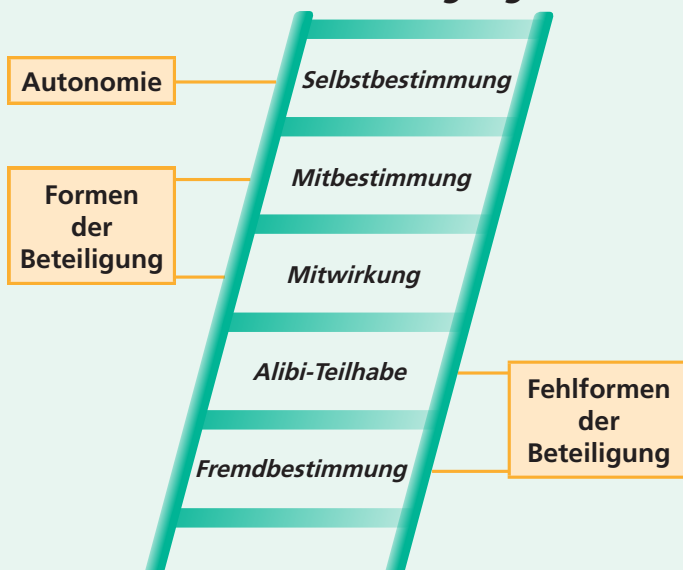 Autonomie
Selbstbestimmung
Formen
der
Beteiligung
Mitbestimmung
Mitwirkung
Alibi-Teilhabe
Fremdbestimmung
Fehlformen
der
Beteiligung